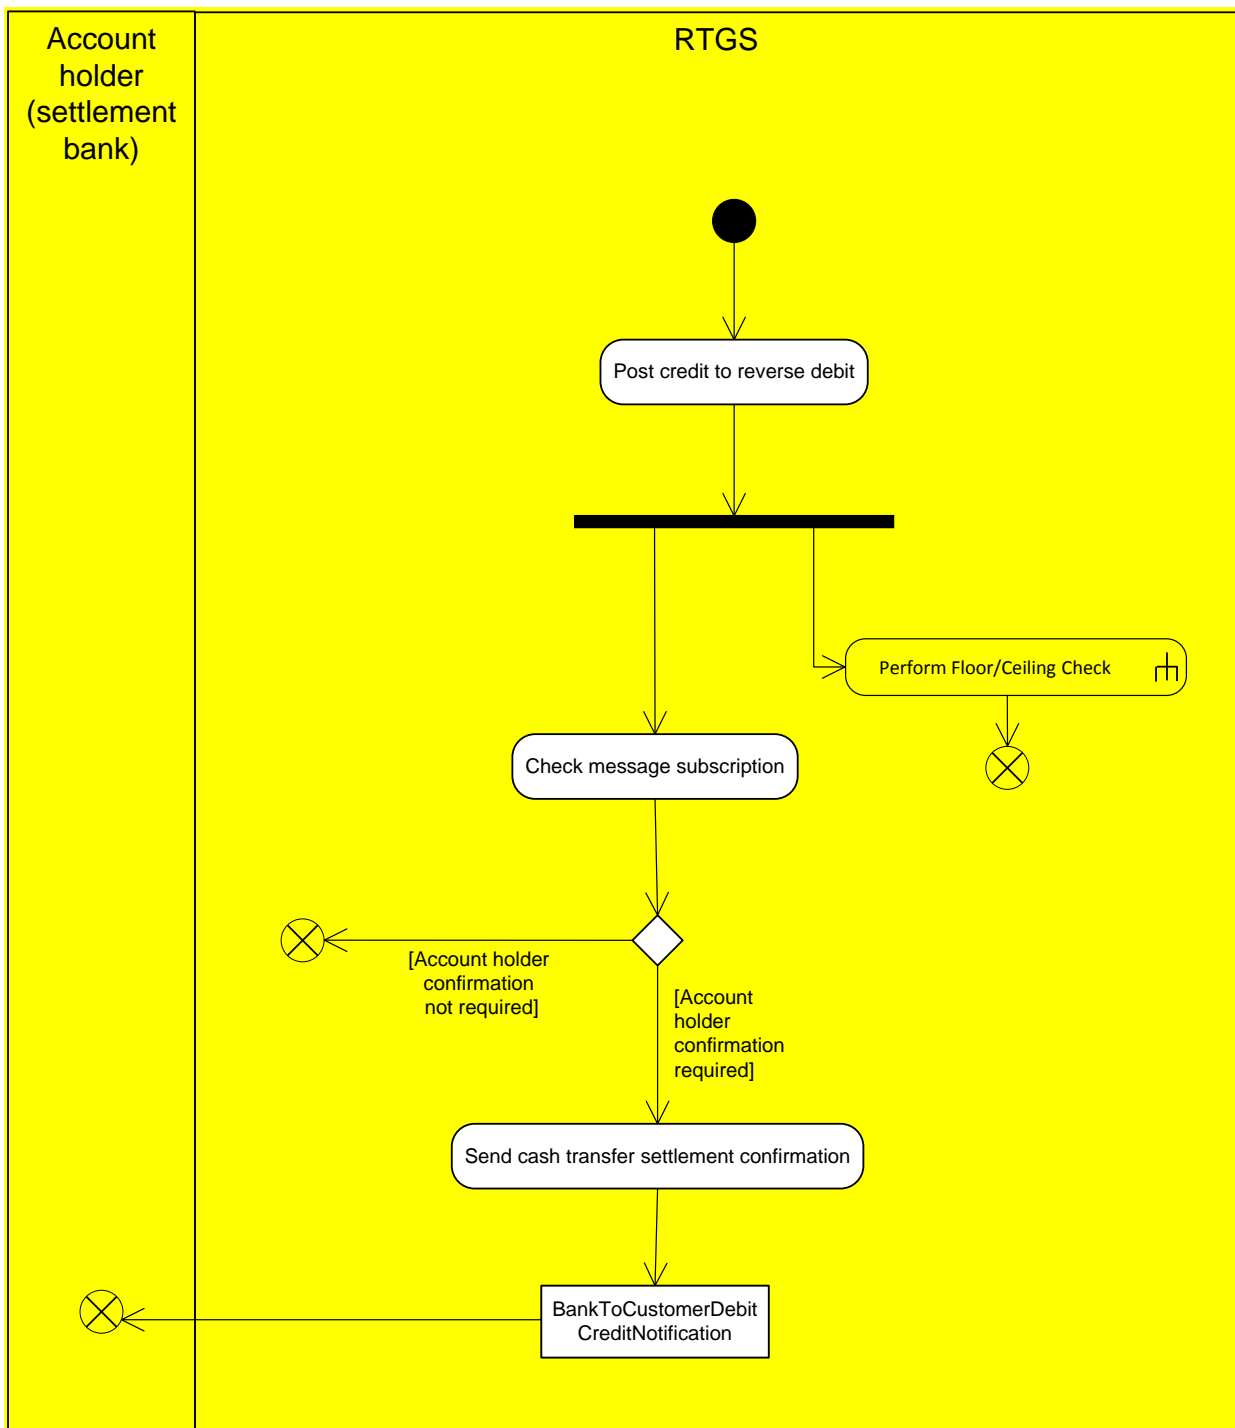 Account
holder
(settlement
bank)
RTGS
Post credit to reverse debit
Perform Floor/Ceiling Check
Check message subscription
[Account holder
confirmation
not required]
[Account
holder
confirmation
required]
Send cash transfer settlement confirmation
BankToCustomerDebit
CreditNotification